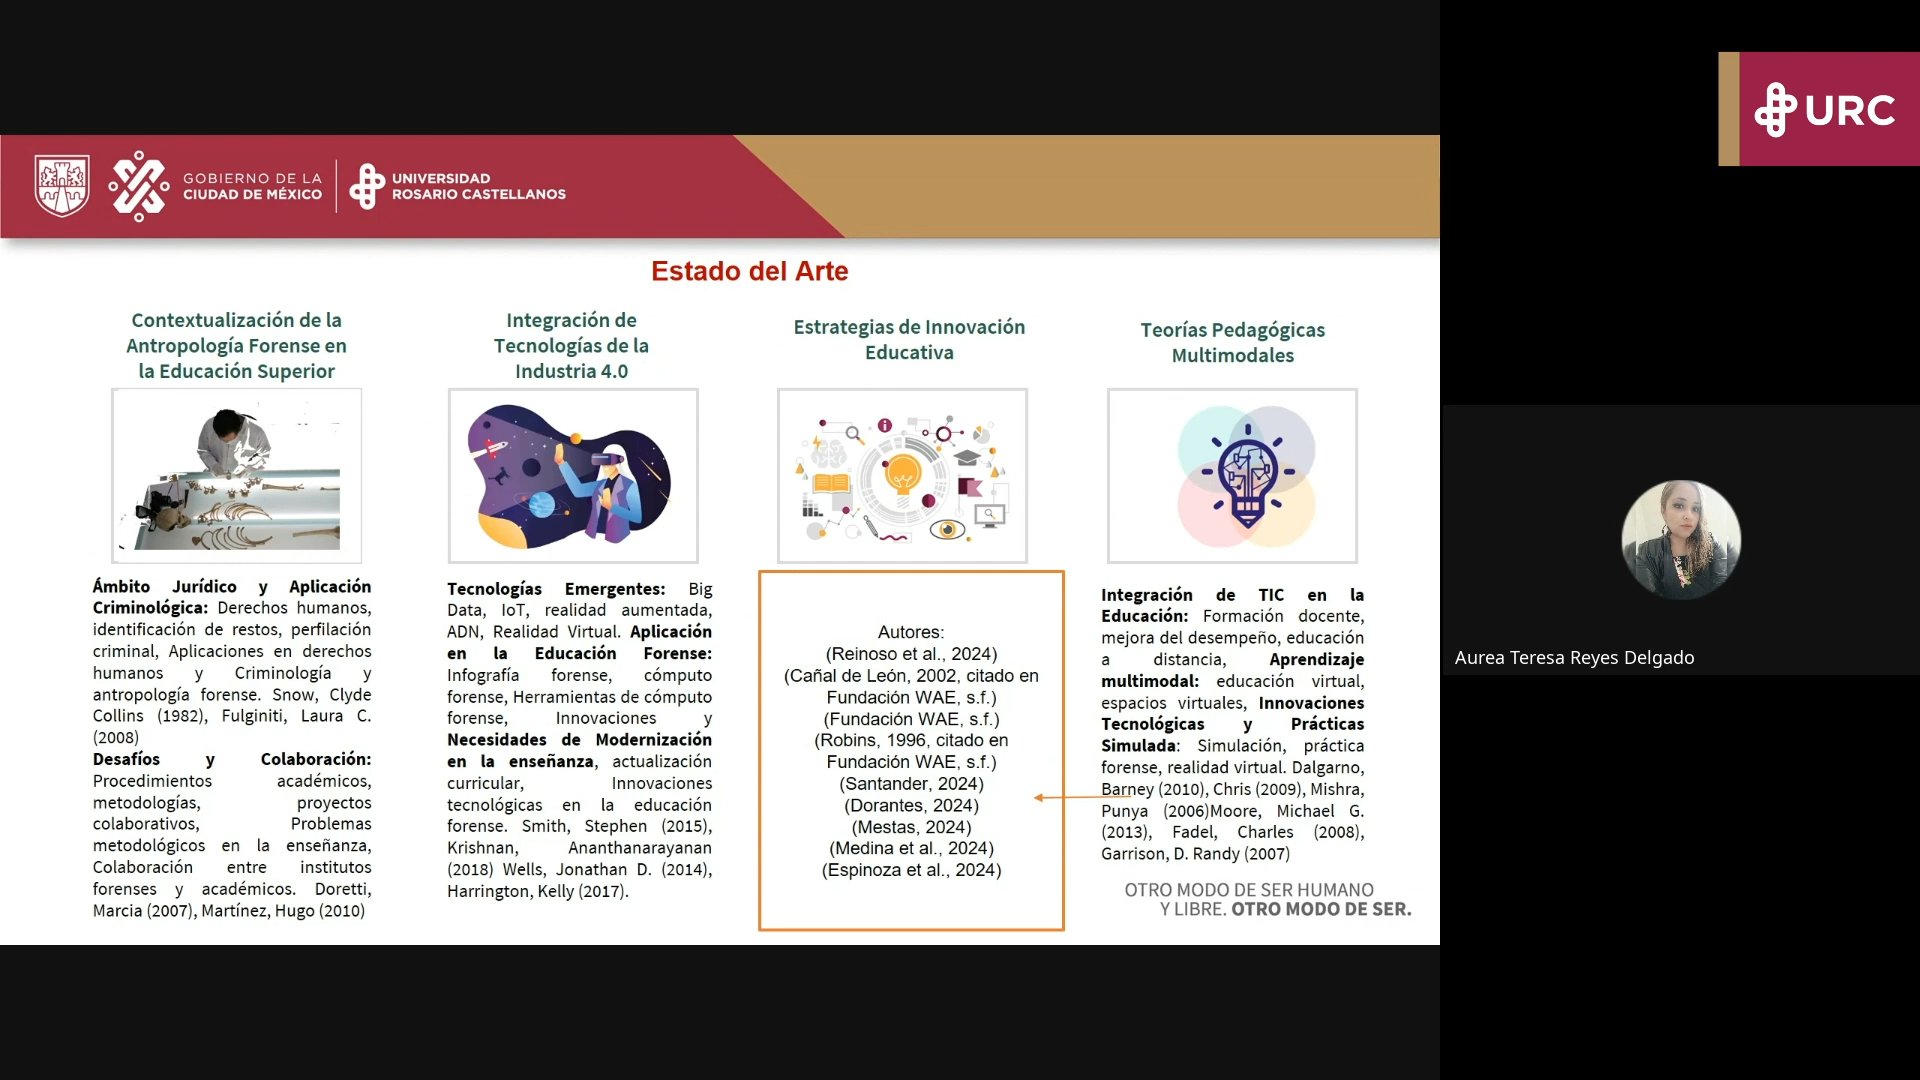 GOBIERNO DE LA
CIUDAD DE MÉXICO
UNIVERSIDAD
ROSARIO CASTELLANOS
URC
Estado del Arte
Contextualización de la
Antropología Forense en
la Educación Superior
Ámbito Jurídico y Aplicación
Criminológica: Derechos humanos,
identificación de restos, perfilación
criminal, Aplicaciones en derechos
humanos y Criminología y
antropología forense. Snow, Clyde
Collins (1982), Fulginiti, Laura C.
(2008)
Desafíos y Colaboración:
Procedimientos académicos,
metodologías, proyectos
colaborativos, Problemas
metodológicos en la enseñanza,
Colaboración entre institutos
forenses y académicos. Doretti,
Marcia (2007), Martínez, Hugo (2010)
Integración de
Tecnologías de la
Industria 4.0
Tecnologías Emergentes: Big
Data, IoT, realidad aumentada,
ADN, Realidad Virtual. Aplicación
en la Educación Forense:
Infografía forense, cómputo
forense, Herramientas de cómputo
forense, Innovaciones y
Necesidades de Modernización
en la enseñanza, actualización
curricular, Innovaciones
tecnológicas en la educación
forense. Smith, Stephen (2015),
Krishnan, Ananthanarayanan
(2018) Wells, Jonathan D. (2014),
Harrington, Kelly (2017).
Estrategias de Innovación
Educativa
Autores:
(Reinoso et al., 2024)
(Cañal de León, 2002, citado en
Fundación WAE, s.f.)
(Fundación WAE, s.f.)
(Robins, 1996, citado en
Fundación WAE, s.f.)
(Santander, 2024)
(Dorantes, 2024)
(Mestas, 2024)
(Medina et al., 2024)
(Espinoza et al., 2024)
Teorías Pedagógicas
Multimodales
Integración de TIC en la
Educación: Formación docente,
mejora del desempeño, educación
a distancia, Aprendizaje
multimodal: educación virtual,
espacios virtuales, Innovaciones
Tecnológicas y Prácticas
Simulada: Simulación, práctica
forense, realidad virtual. Dalgarno,
Barney (2010), Chris (2009), Mishra,
Punya (2006)Moore, Michael G.
(2013), Fadel, Charles (2008),
Garrison, D. Randy (2007)
OTRO MODO DE SER HUMANO
Y LIBRE. OTRO MODO DE SER.
Aurea Teresa Reyes Delgado